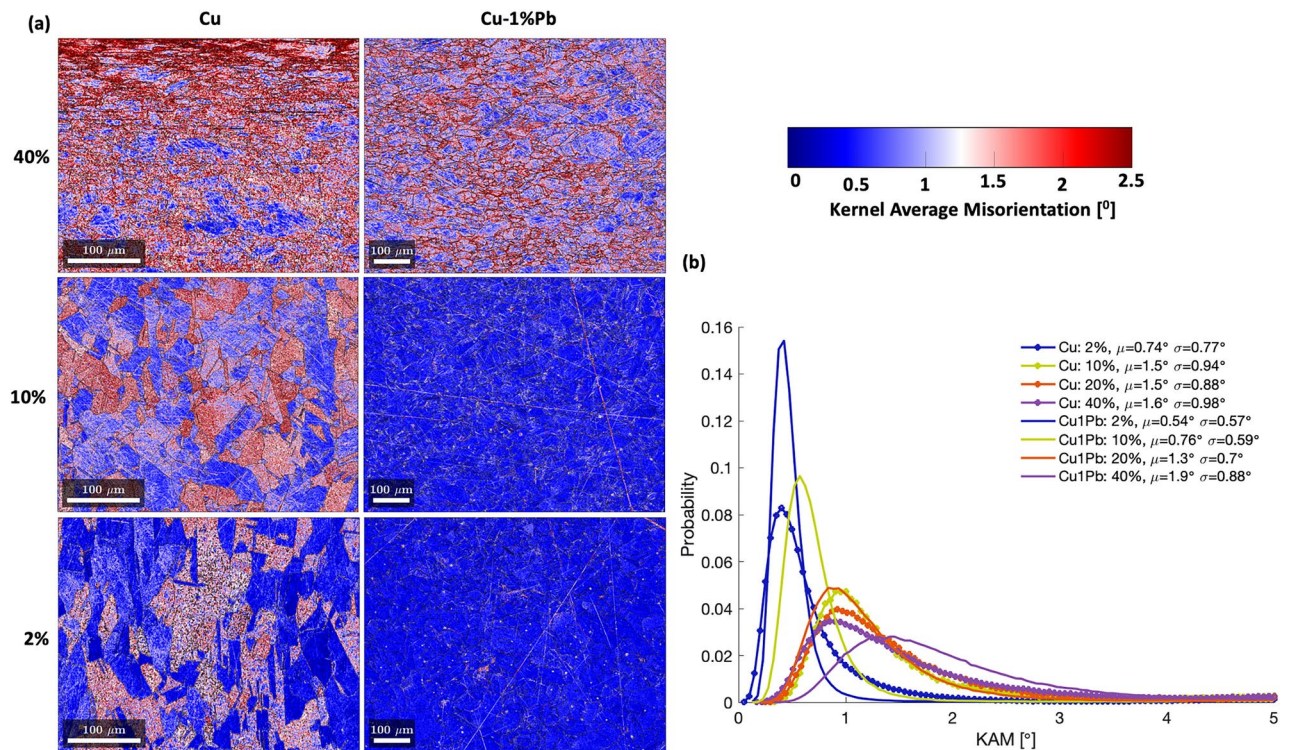 (a)
Cu
Cu-1%Pb
40%
100 μm
100 μm
10%
100 μm
100 μm
2%
100 μm
100 μm
0
0.5
1
1.5
2
2.5
Kernel Average Misorientation [⁰]
(b)
Probability
0.16
0.14
0.12
0.1
0.08
0.06
0.04
0.02
0
Cu: 2%, μ=0.74° σ=0.77°
Cu: 10%, μ=1.5° σ=0.94°
Cu: 20%, μ=1.5° σ=0.88°
Cu: 40%, μ=1.6° σ=0.98°
Cu1Pb: 2%, μ=0.54° σ=0.57°
Cu1Pb: 10%, μ=0.76° σ=0.59°
Cu1Pb: 20%, μ=1.3° σ=0.7°
Cu1Pb: 40%, μ=1.9° σ=0.88°
0
1
2
3
4
5
KAM [°]